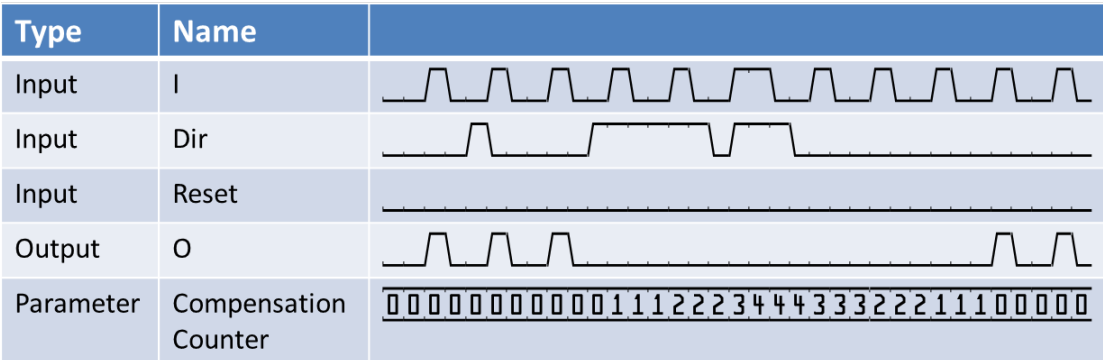 Type Name
Input I
Input Dir
Input Reset
Output O
Parameter Compensation Counter
0 0 0 0 0 0 0 0 0 0 0 1 1 1 2 2 2 3 4 4 4 3 3 3 2 2 2 1 1 1 0 0 0 0 0